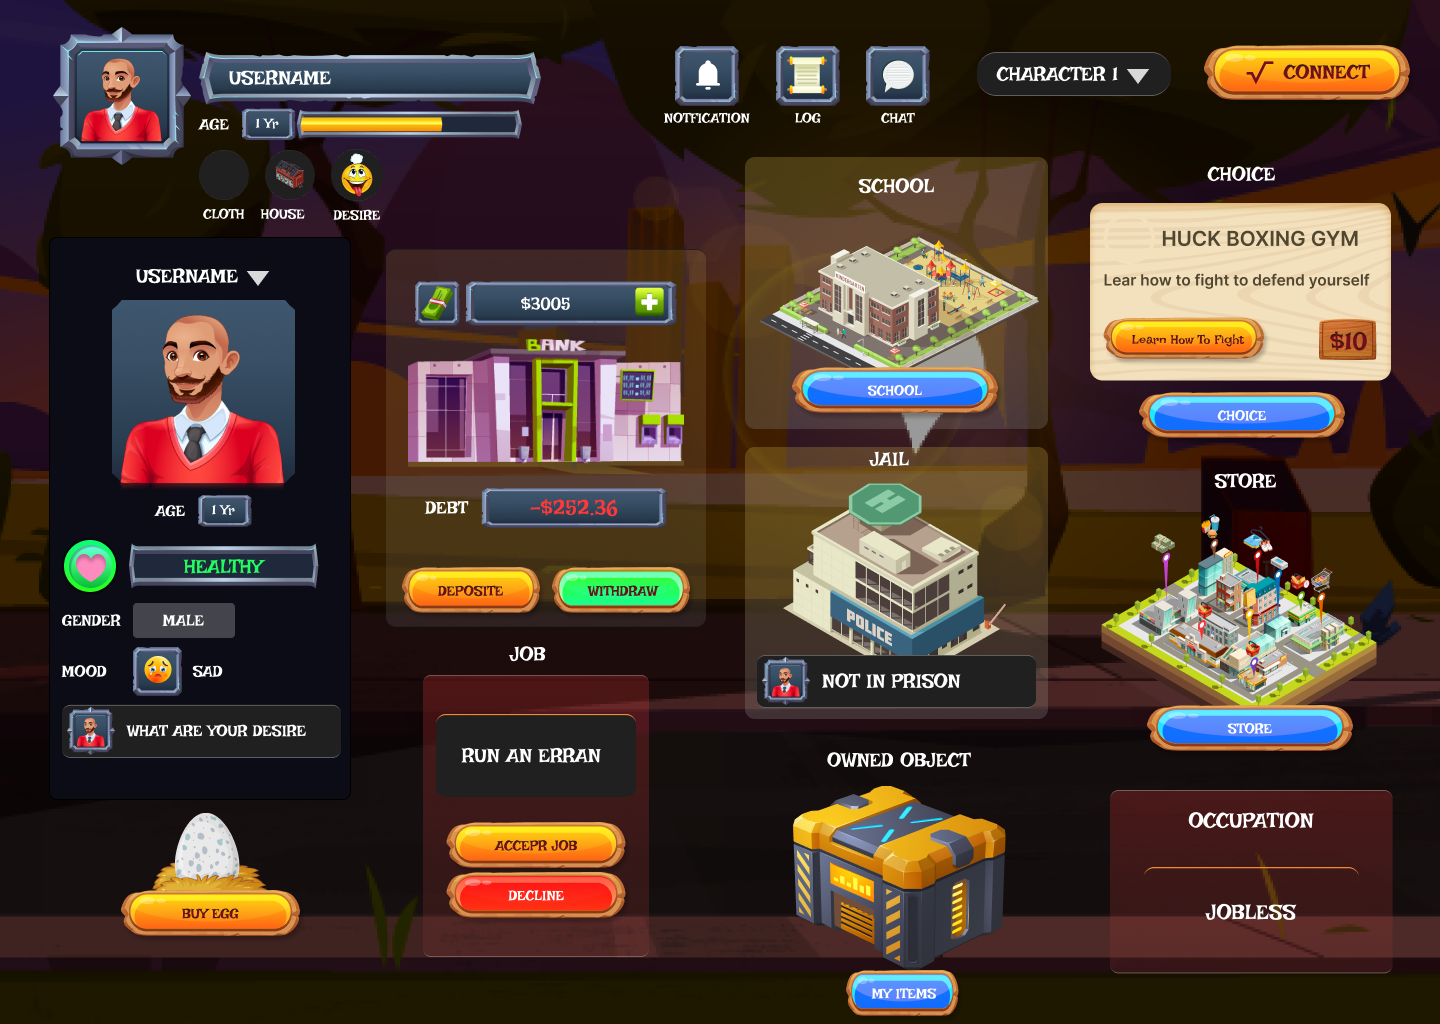 USERNAME
AGE
1 Yr
CLOTH
HOUSE
DESIRE
NOTFICATION
LOG
CHAT
CHARACTER 1
CONNECT
USERNAME
AGE
1 Yr
HEALTHY
GENDER
MALE
MOOD
SAD
WHAT ARE YOUR DESIRE
BUY EGG
$3005
BANK
DEBT
-$252.36
DEPOSITE
WITHDRAW
JOB
RUN AN ERRAN
ACCEPR JOB
DECLINE
SCHOOL
KINDERGARTEN
SCHOOL
JAIL
H
POLICE
NOT IN PRISON
OWNED OBJECT
MY ITEMS
CHOICE
HUCK BOXING GYM
Lear how to fight to defend yourself
Learn How To Fight
$10
CHOICE
STORE
STORE
OCCUPATION
JOBLESS